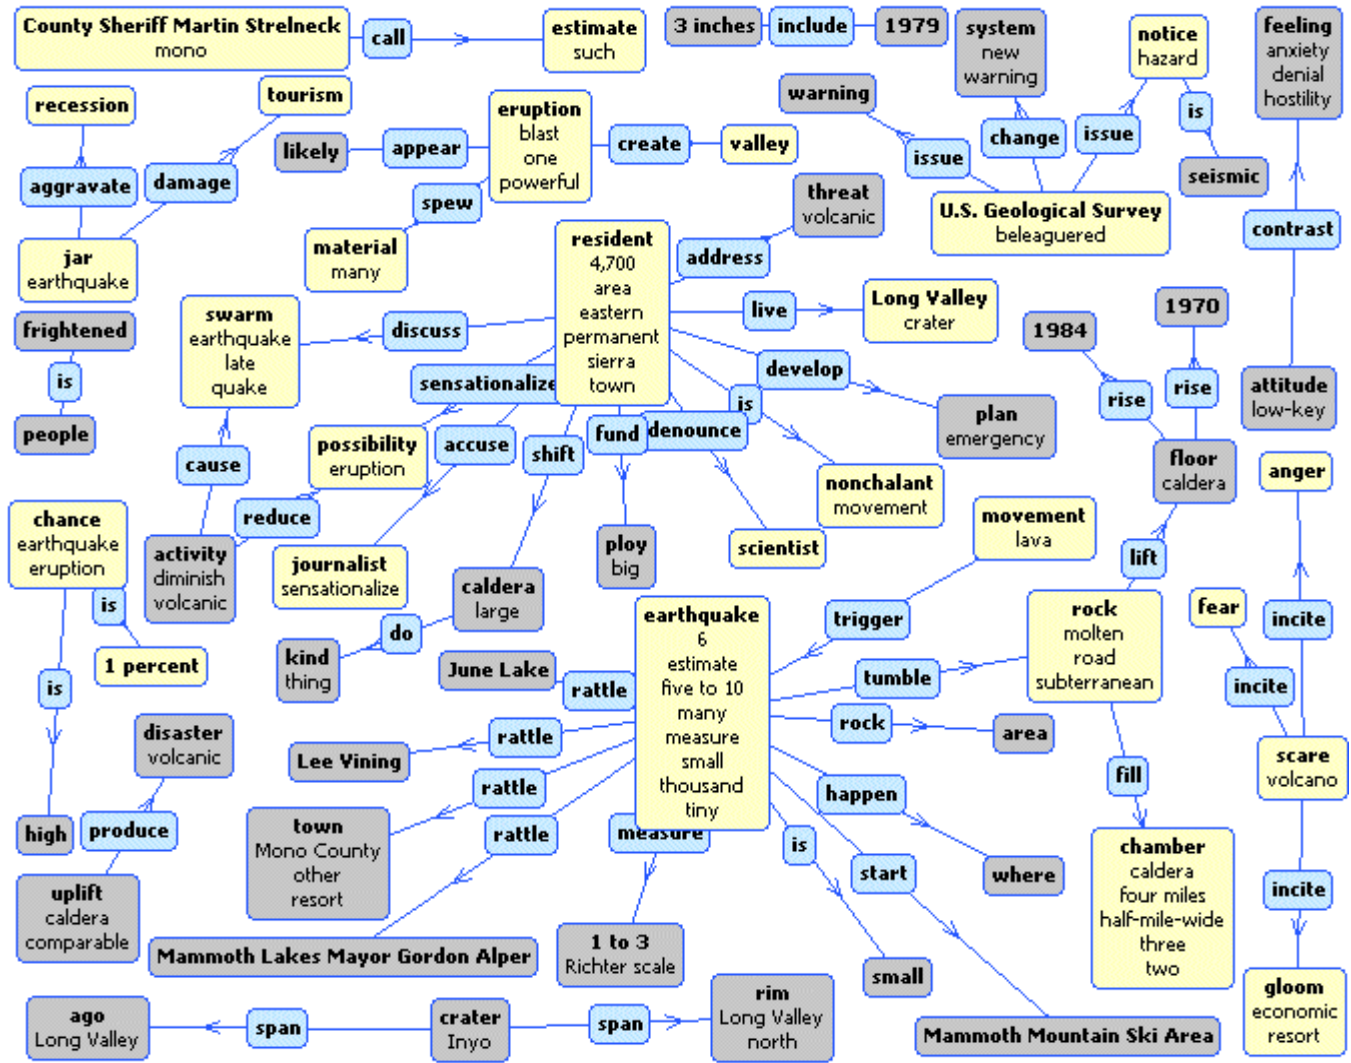 County Sheriff Martin Strelneck
mono
call
estimate
such
3 inches
include
1979
system
new
warning
notice
hazard
feeling
anxiety
denial
hostility
recession
tourism
eruption
blast
one
powerful
warning
likely
appear
create
valley
issue
change
issue
is
aggravate
damage
spew
threat
volcanic
seismic
U.S. Geological Survey
beleaguered
contrast
jar
earthquake
material
many
resident
4,700
area
eastern
permanent
sierra
town
address
live
Long Valley
crater
1970
1984
frightened
is
people
swarm
earthquake
late
quake
discuss
sensationalize
develop
rise
rise
attitude
low-key
plan
emergency
is
cause
possibility
eruption
accuse
shift
fund
denounce
floor
caldera
anger
nonchalant
movement
chance
earthquake
eruption
reduce
activity
diminish
volcanic
journalist
sensationalize
ploy
big
scientist
movement
lava
lift
caldera
large
is
do
kind
thing
1 percent
is
high
June Lake
rattle
earthquake
6
estimate
five to 10
many
measure
small
thousand
tiny
trigger
tumble
rock
molten
road
subterranean
fear
incite
incite
rock
area
Lee Vining
rattle
disaster
volcanic
produce
rattle
happen
fill
scare
volcano
town
Mono County
other
resort
rattle
measure
is
start
where
chamber
caldera
four miles
half-mile-wide
three
two
incite
uplift
caldera
comparable
Mammoth Lakes Mayor Gordon Alper
1 to 3
Richter scale
small
gloom
economic
resort
ago
Long Valley
span
crater
Inyo
span
rim
Long Valley
north
Mammoth Mountain Ski Area